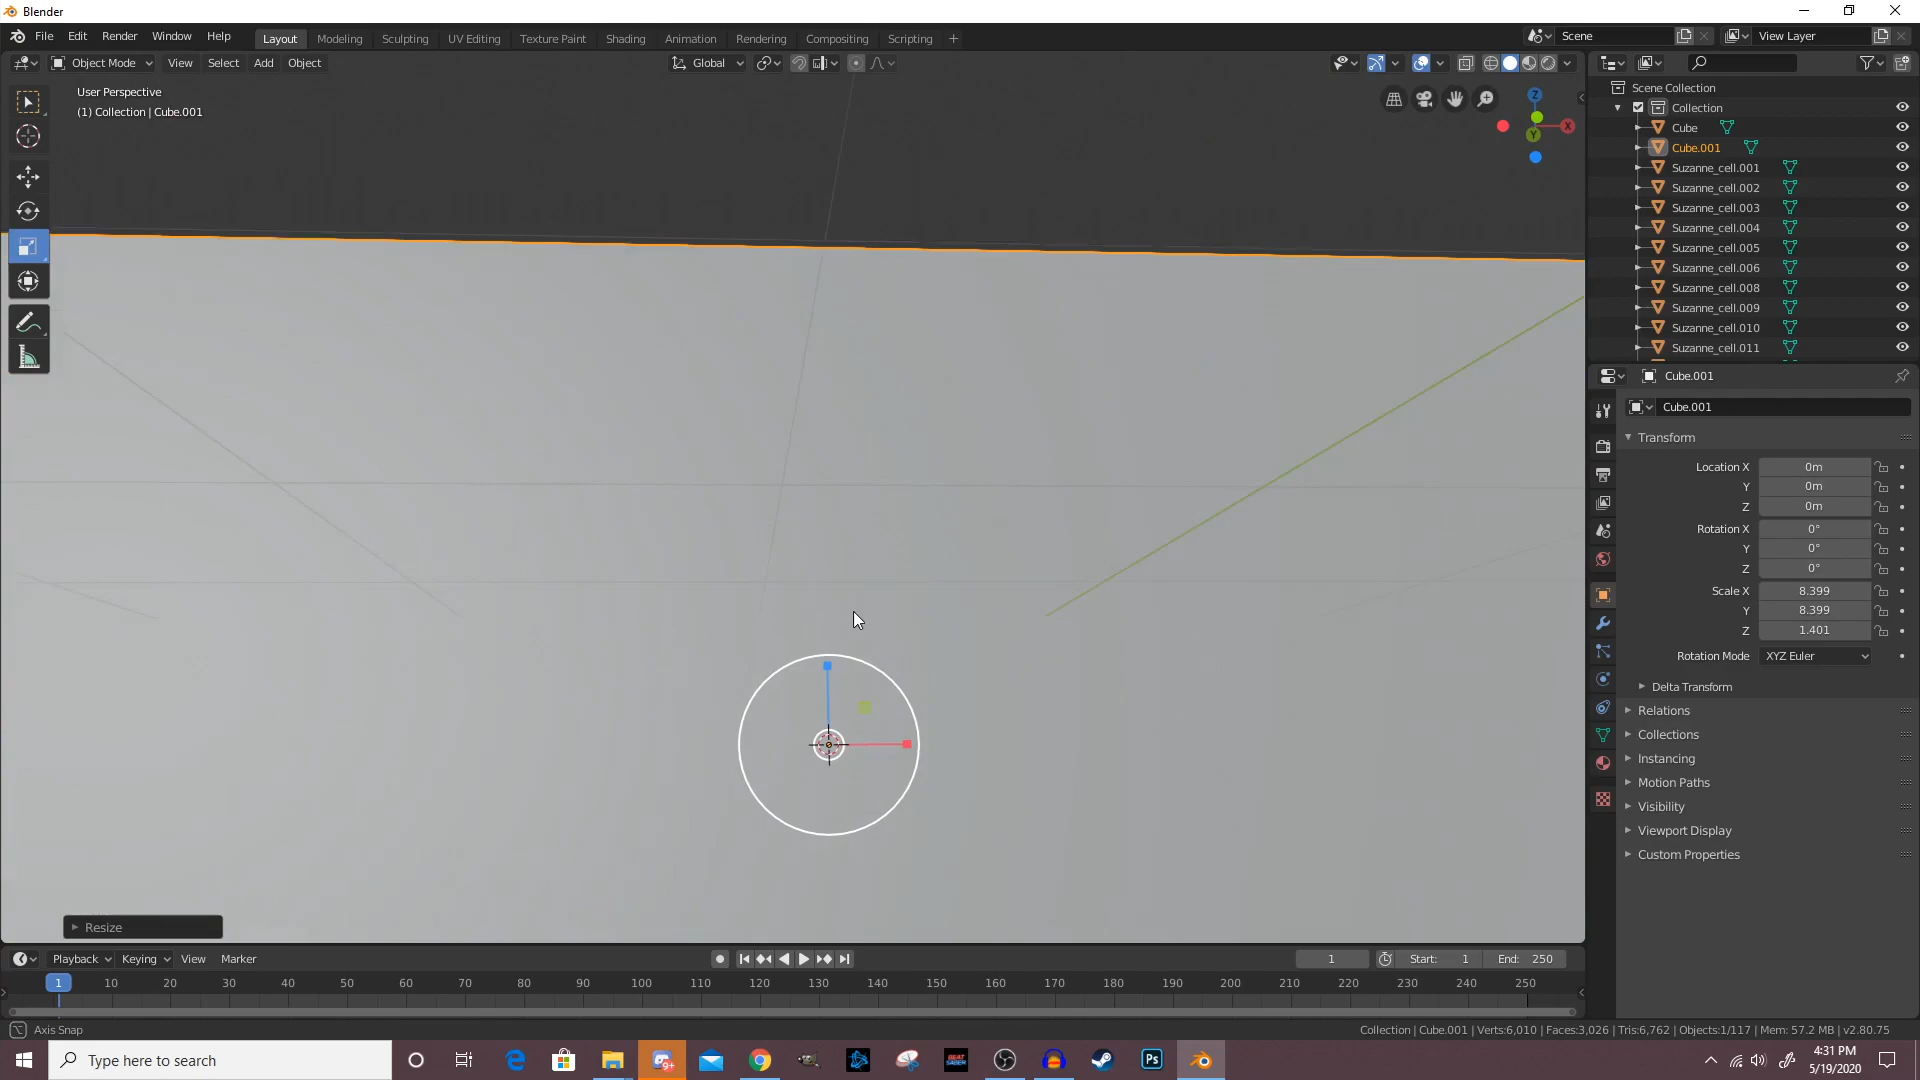 Blender
File Edit Render Window Help
Layout Modeling Sculpting UV Editing Texture Paint Shading Animation Rendering Compositing Scripting +
Scene
View Layer
Object Mode View Select Add Object
Global
User Perspective
(1) Collection | Cube.001
Z
X
Y
Scene Collection
Collection
Cube
Cube.001
Suzanne_cell.001
Suzanne_cell.002
Suzanne_cell.003
Suzanne_cell.004
Suzanne_cell.005
Suzanne_cell.006
Suzanne_cell.008
Suzanne_cell.009
Suzanne_cell.010
Suzanne_cell.011
Cube.001
Cube.001
Transform
Location X 0m
Y 0m
Z 0m
Rotation X 0°
Y 0°
Z 0°
Scale X 8.399
Y 8.399
Z 1.401
Rotation Mode XYZ Euler
Delta Transform
Relations
Collections
Instancing
Motion Paths
Visibility
Viewport Display
Custom Properties
Resize
Playback Keying View Marker
1
Start: 1
End: 250
1 10 20 30 40 50 60 70 80 90 100 110 120 130 140 150 160 170 180 190 200 210 220 230 240 250
Axis Snap
Collection | Cube.001 | Verts:6,010 | Faces:3,026 | Tris:6,762 | Objects:1/117 | Mem: 57.2 MB | v2.80.75
Type here to search
9+
BEAT
SABER
Ps
4:31 PM
5/19/2020